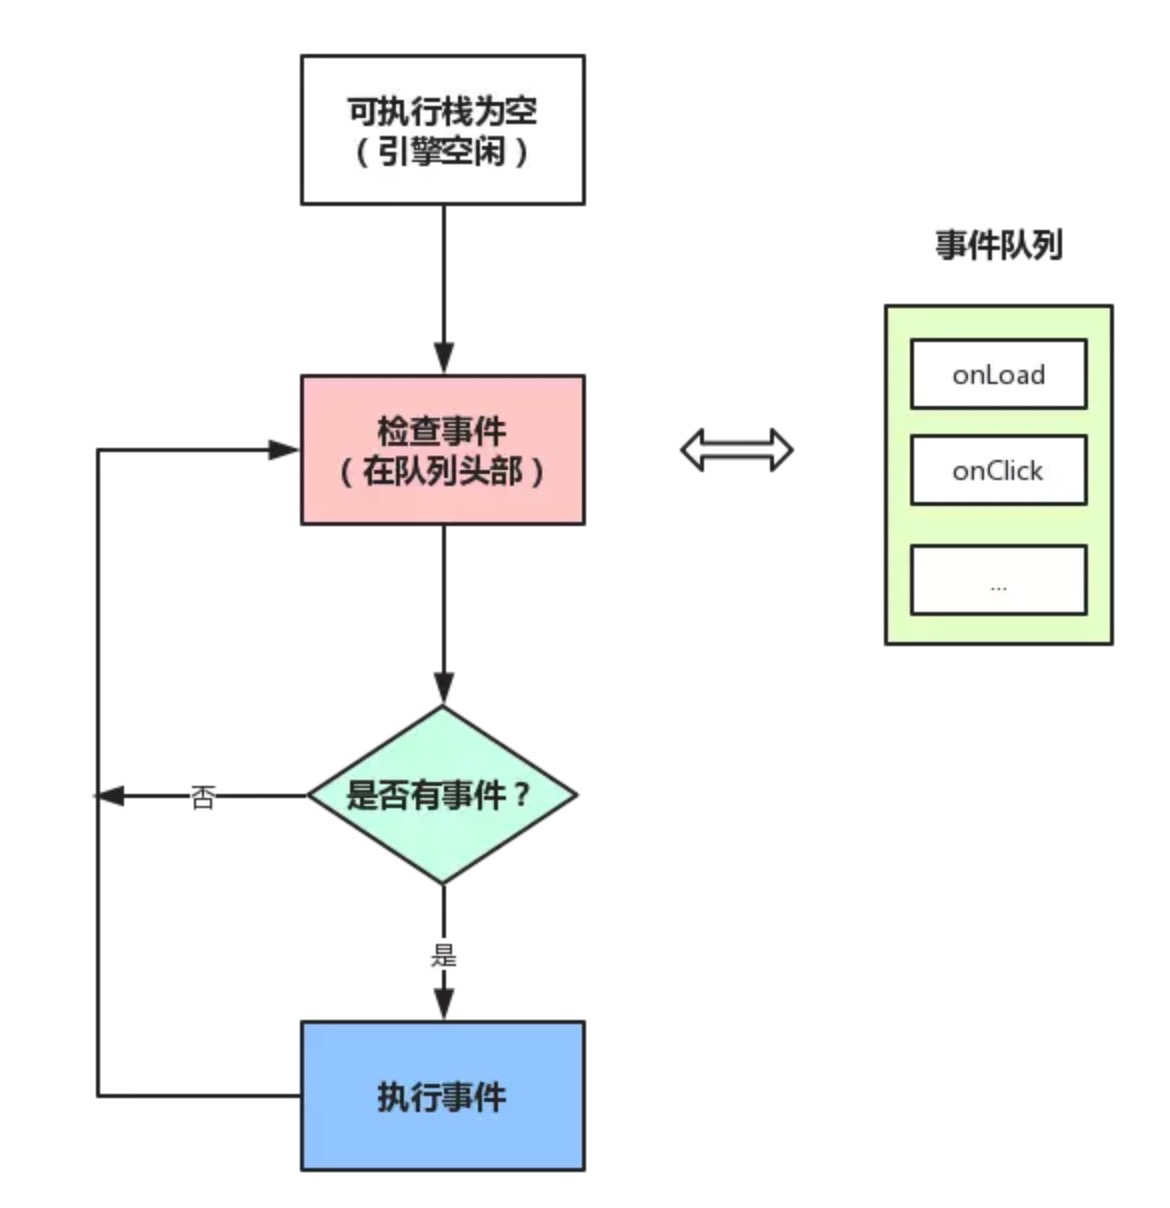 可执行栈为空
（引擎空闲）
事件队列
检查事件
（在队列头部）
onLoad
onClick
...
是否有事件？
否
是
执行事件